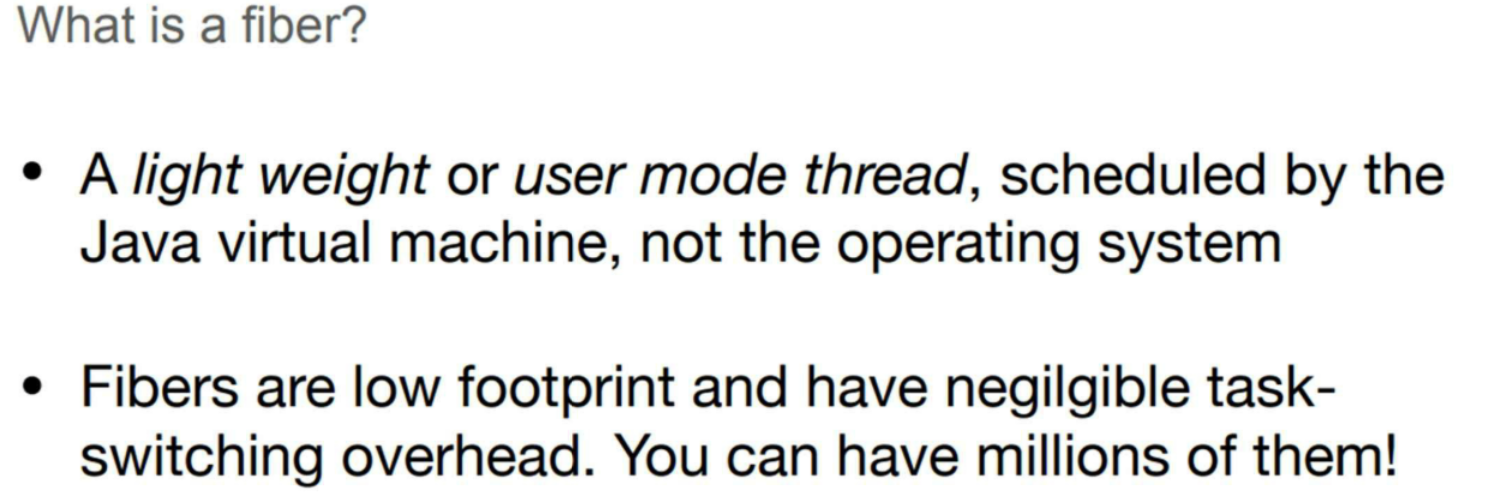 What is a fiber?
• A light weight or user mode thread, scheduled by the
Java virtual machine, not the operating system
• Fibers are low footprint and have negilgible task-
switching overhead. You can have millions of them!